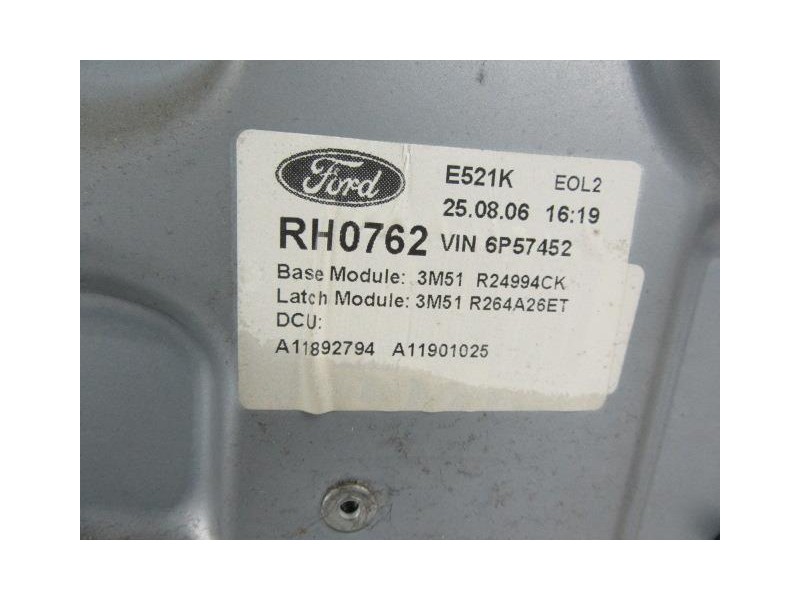 Ford E521K EOL2
25.08.06 16:19
RH0762 VIN 6P57452
Base Module: 3M51 R24994CK
Latch Module: 3M51 R264A26ET
DCU:
A11892794 A11901025